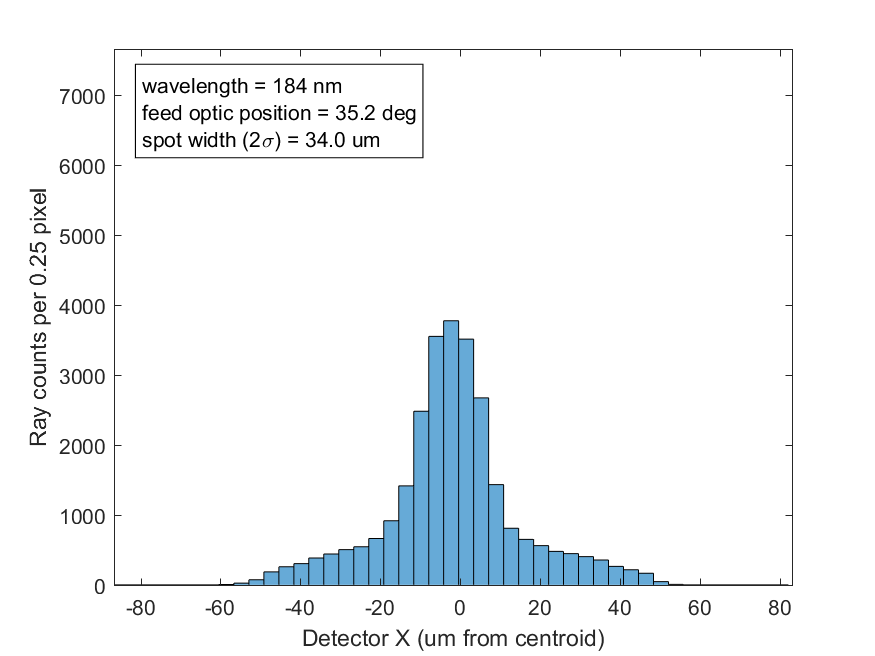 wavelength = 184 nm
feed optic position = 35.2 deg
spot width (2σ) = 34.0 um
7000
6000
5000
4000
3000
2000
1000
0
Ray counts per 0.25 pixel
-80 -60 -40 -20 0 20 40 60 80
Detector X (um from centroid)